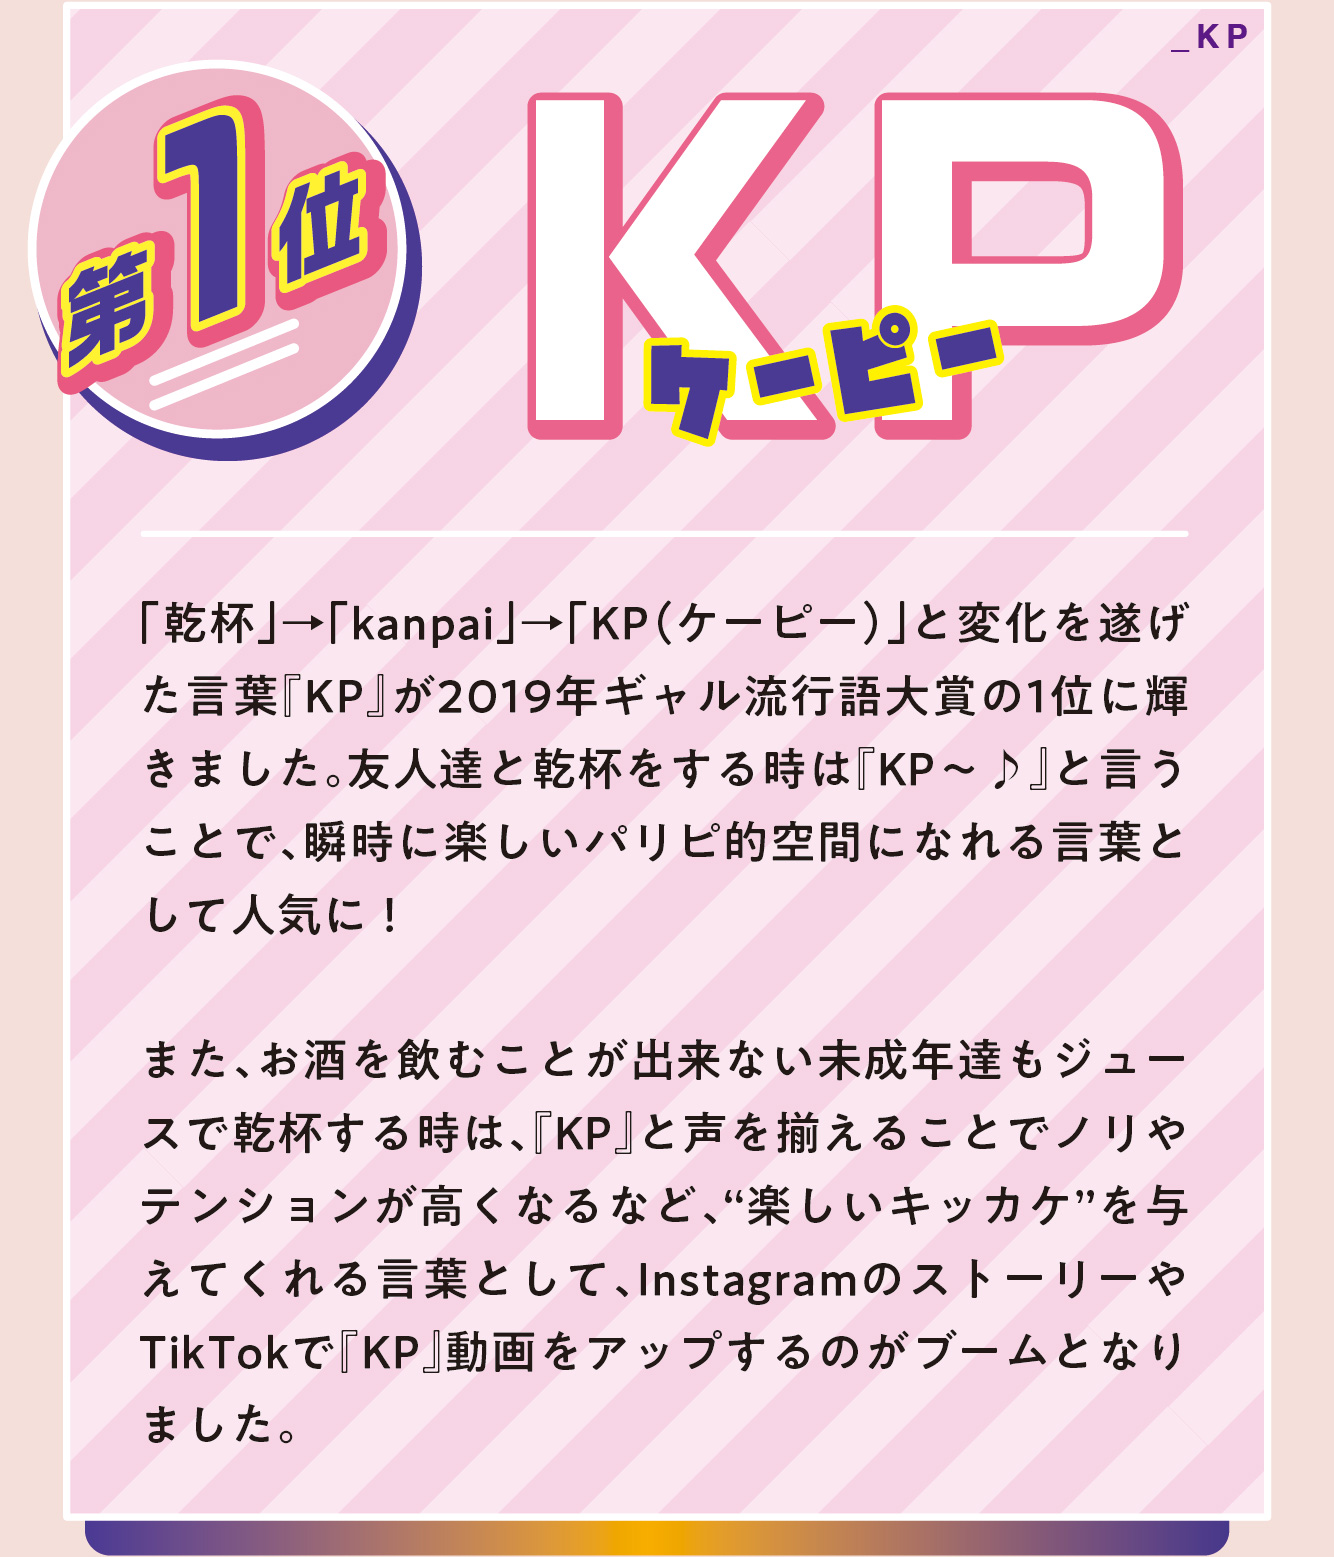 _KP
第1位
KP
ケーピー
「乾杯」→「kanpai」→「KP(ケーピー)」と変化を遂げ
た言葉『KP』が2019年ギャル流行語大賞の1位に輝
きました。友人達と乾杯をする時は『KP～♪』と言う
ことで、瞬時に楽しいパリピ的空間になれる言葉と
して人気に！
また、お酒を飲むことが出来ない未成年達もジュー
スで乾杯する時は、『KP』と声を揃えることでノリや
テンションが高くなるなど、“楽しいキッカケ”を与
えてくれる言葉として、Instagramのストーリーや
TikTokで『KP』動画をアップするのがブームとなり
ました。